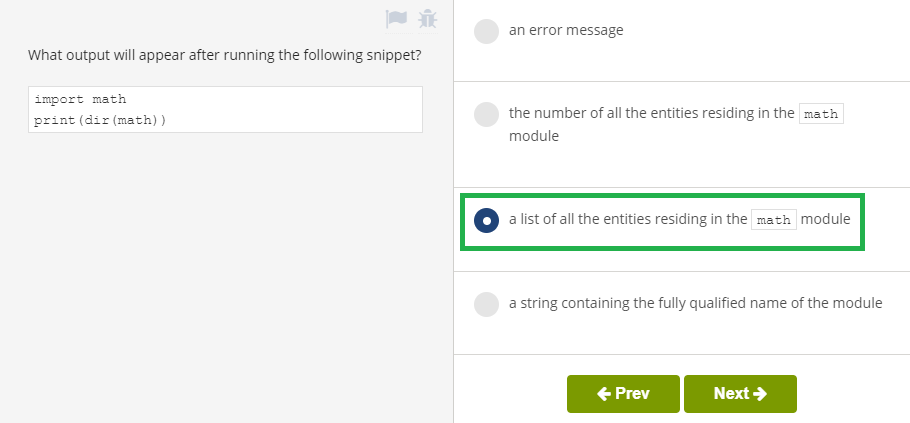 What output will appear after running the following snippet?
import math
print(dir(math))
an error message
the number of all the entities residing in the math
module
a list of all the entities residing in the math module
a string containing the fully qualified name of the module
Prev
Next